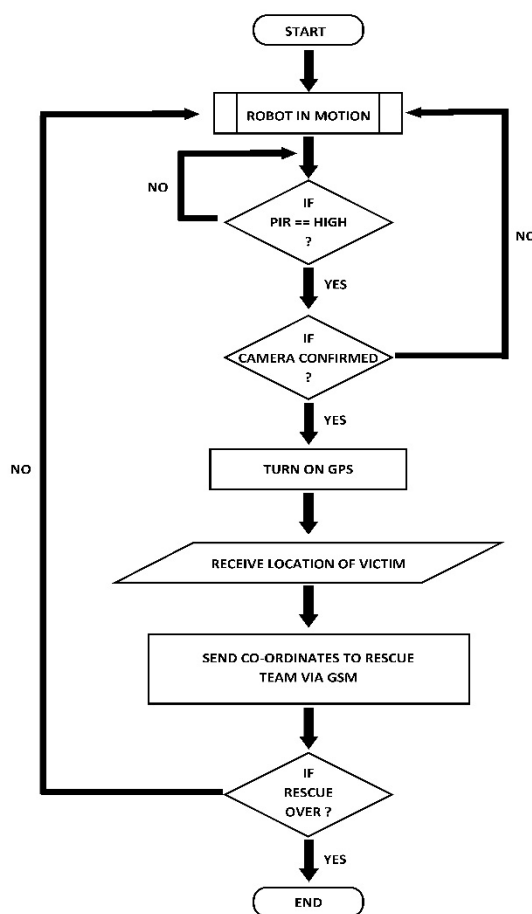 START
ROBOT IN MOTION
NO
IF
PIR == HIGH
?
NO
YES
IF
CAMERA CONFIRMED
?
YES
NO
TURN ON GPS
RECEIVE LOCATION OF VICTIM
SEND CO-ORDINATES TO RESCUE
TEAM VIA GSM
IF
RESCUE
OVER ?
YES
END